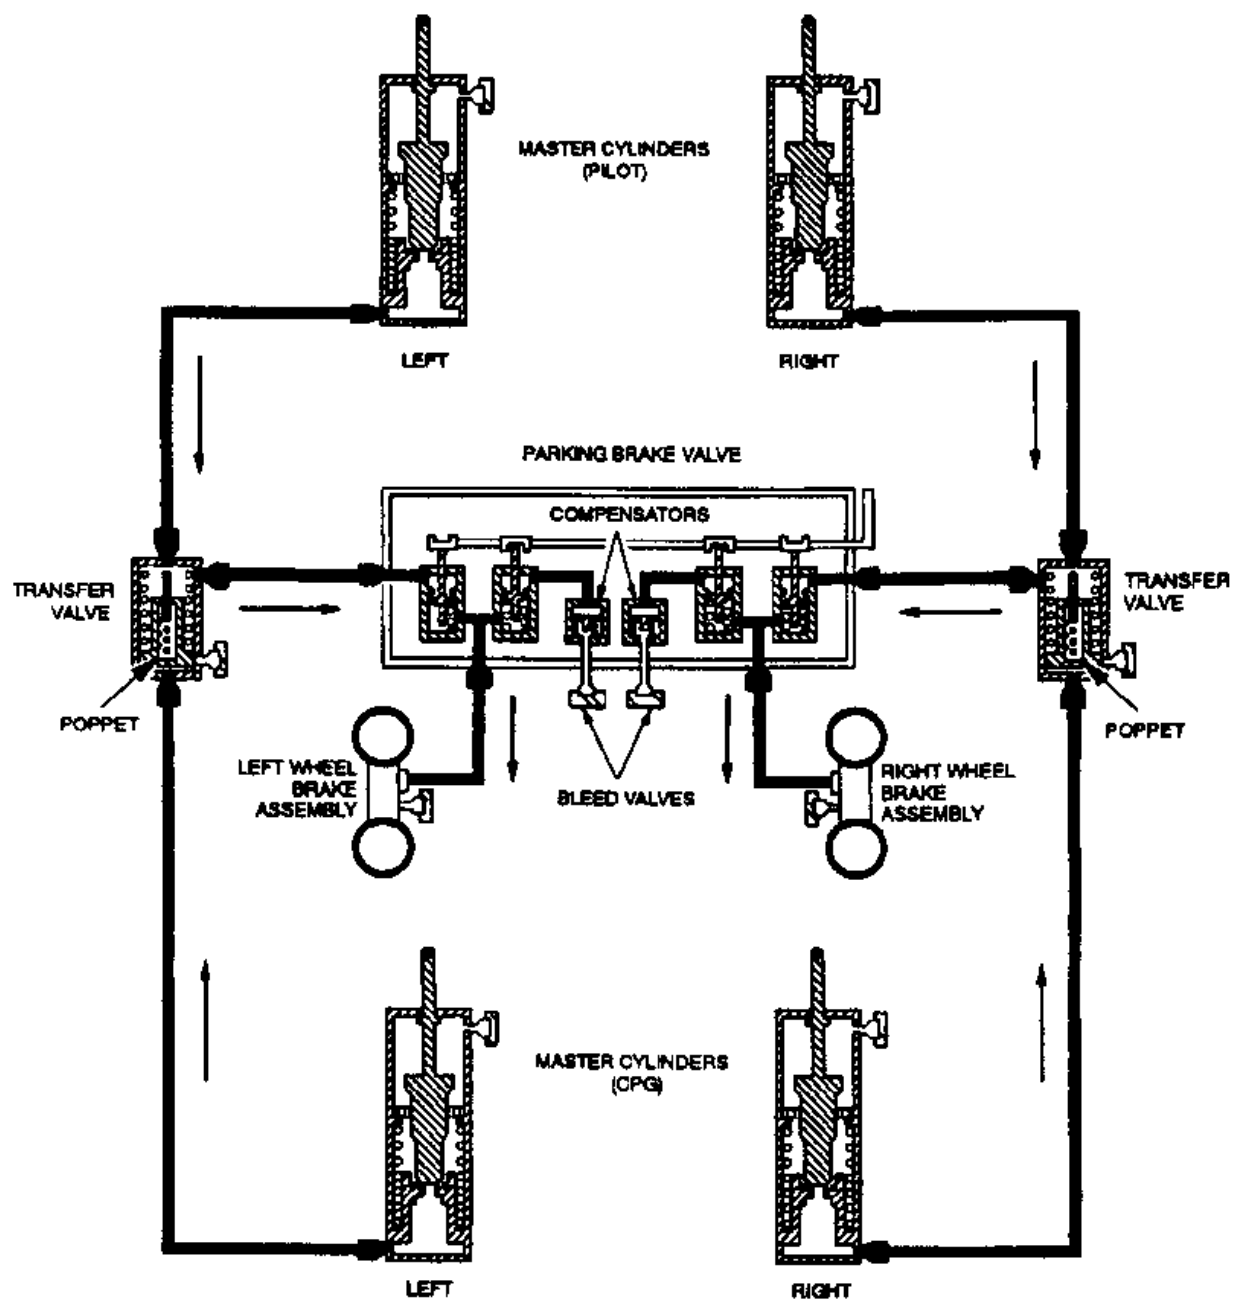 MASTER CYLINDERS
(PILOT)
LEFT
RIGHT
PARKING BRAKE VALVE
COMPENSATORS
TRANSFER
VALVE
TRANSFER
VALVE
POPPET
POPPET
LEFT WHEEL
BRAKE
ASSEMBLY
BLEED VALVES
RIGHT WHEEL
BRAKE
ASSEMBLY
MASTER CYLINDERS
(CPG)
LEFT
RIGHT